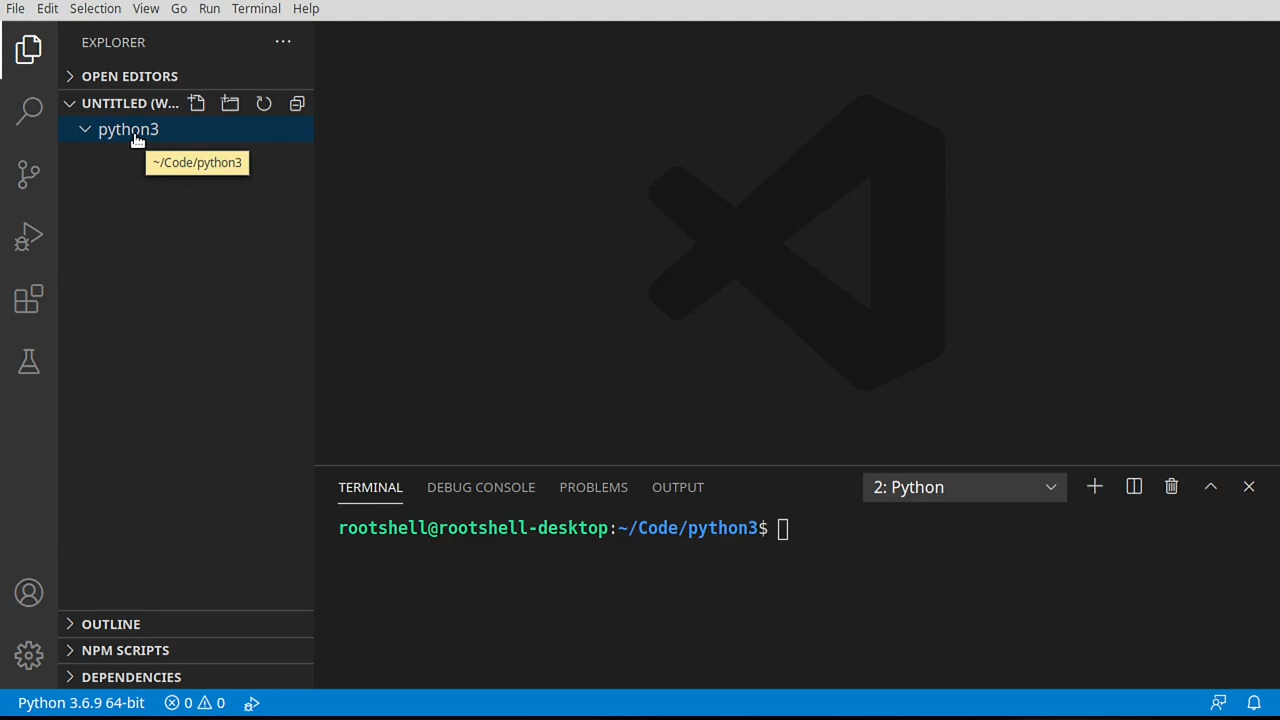 File Edit Selection View Go Run Terminal Help
EXPLORER
OPEN EDITORS
UNTITLED (W...
python3
~/Code/python3
TERMINAL DEBUG CONSOLE PROBLEMS OUTPUT 2: Python
rootshell@rootshell-desktop:~/Code/python3$
OUTLINE
NPM SCRIPTS
DEPENDENCIES
Python 3.6.9 64-bit 0 0